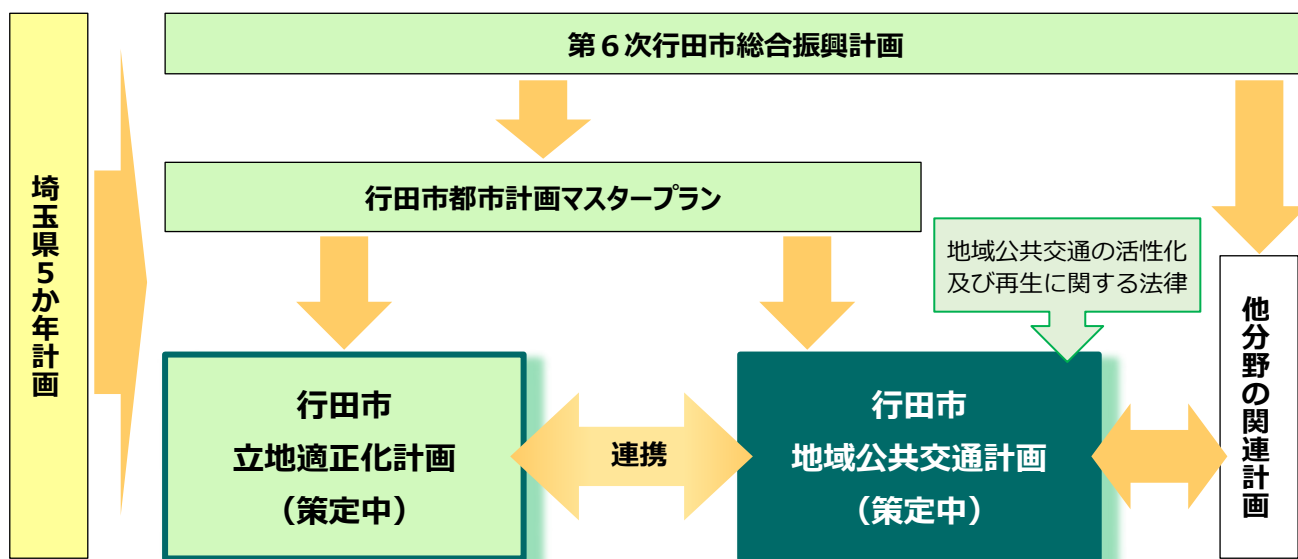 第６次行田市総合振興計画
埼玉県５か年計画
行田市都市計画マスタープラン
地域公共交通の活性化
及び再生に関する法律
他分野の関連計画
行田市
立地適正化計画
（策定中）
連携
行田市
地域公共交通計画
（策定中）